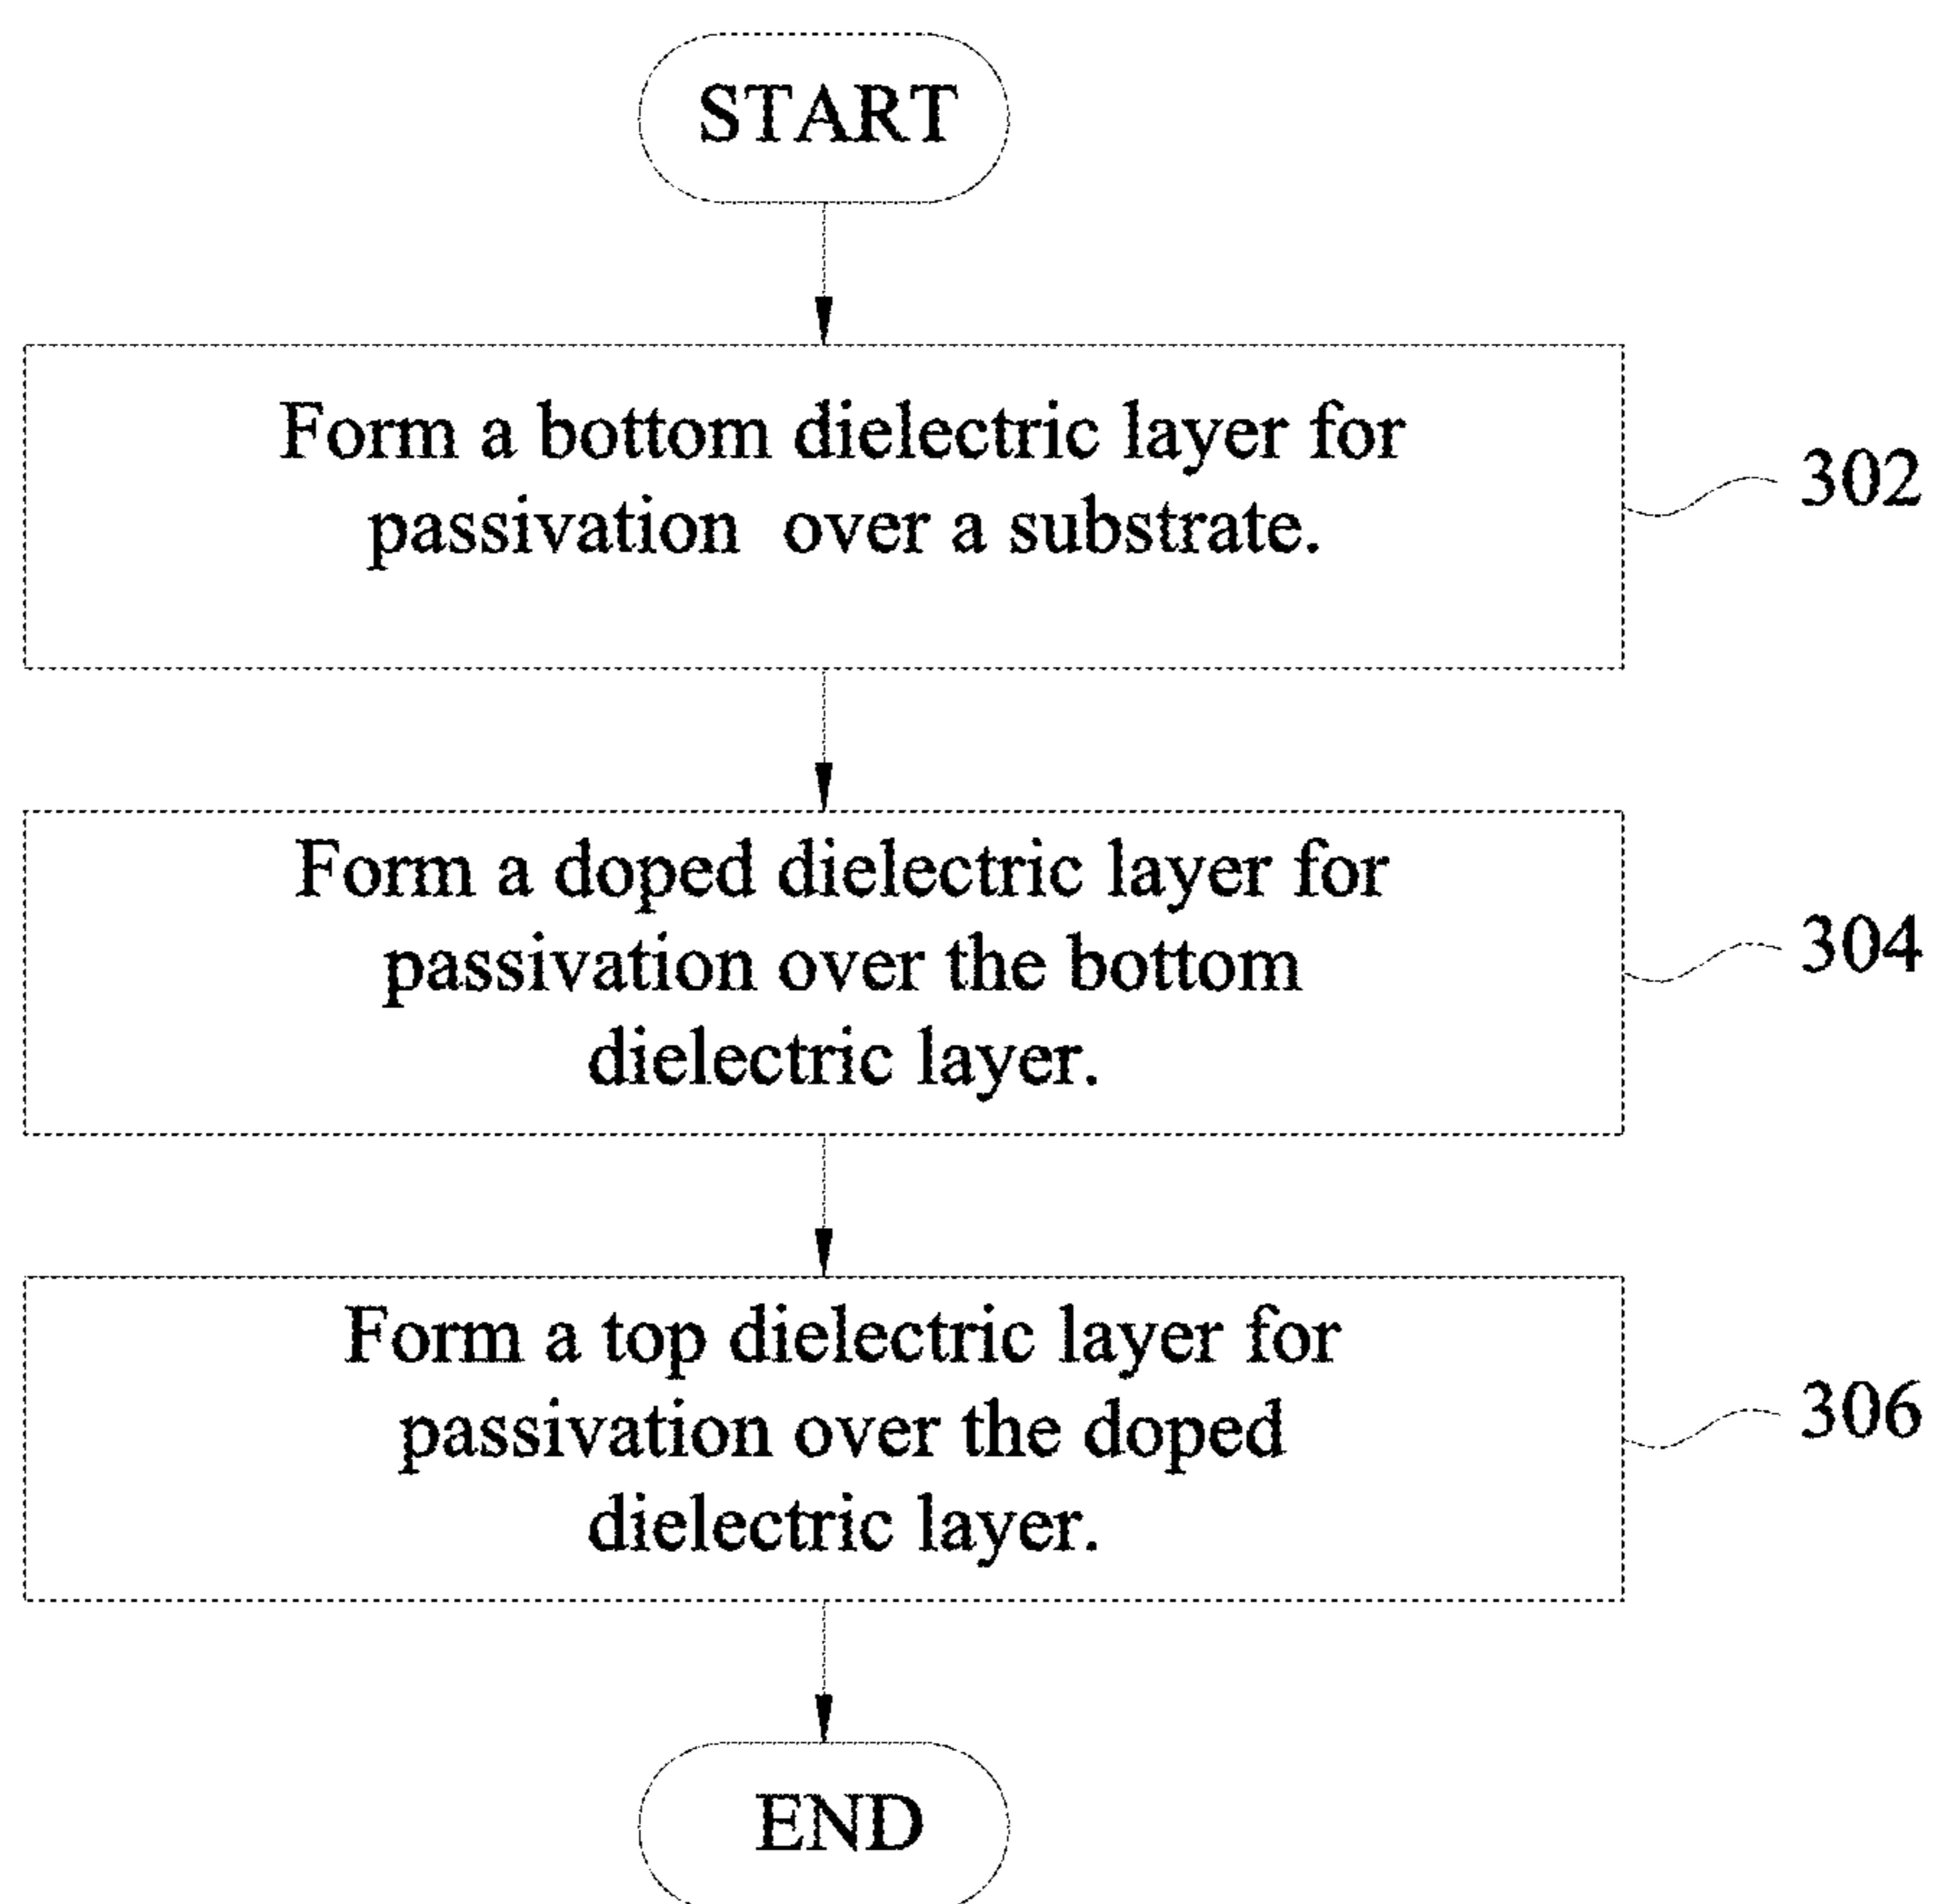 START
Form a bottom dielectric layer for
passivation over a substrate.
302
Form a doped dielectric layer for
passivation over the bottom
dielectric layer.
304
Form a top dielectric layer for
passivation over the doped
dielectric layer.
306
END